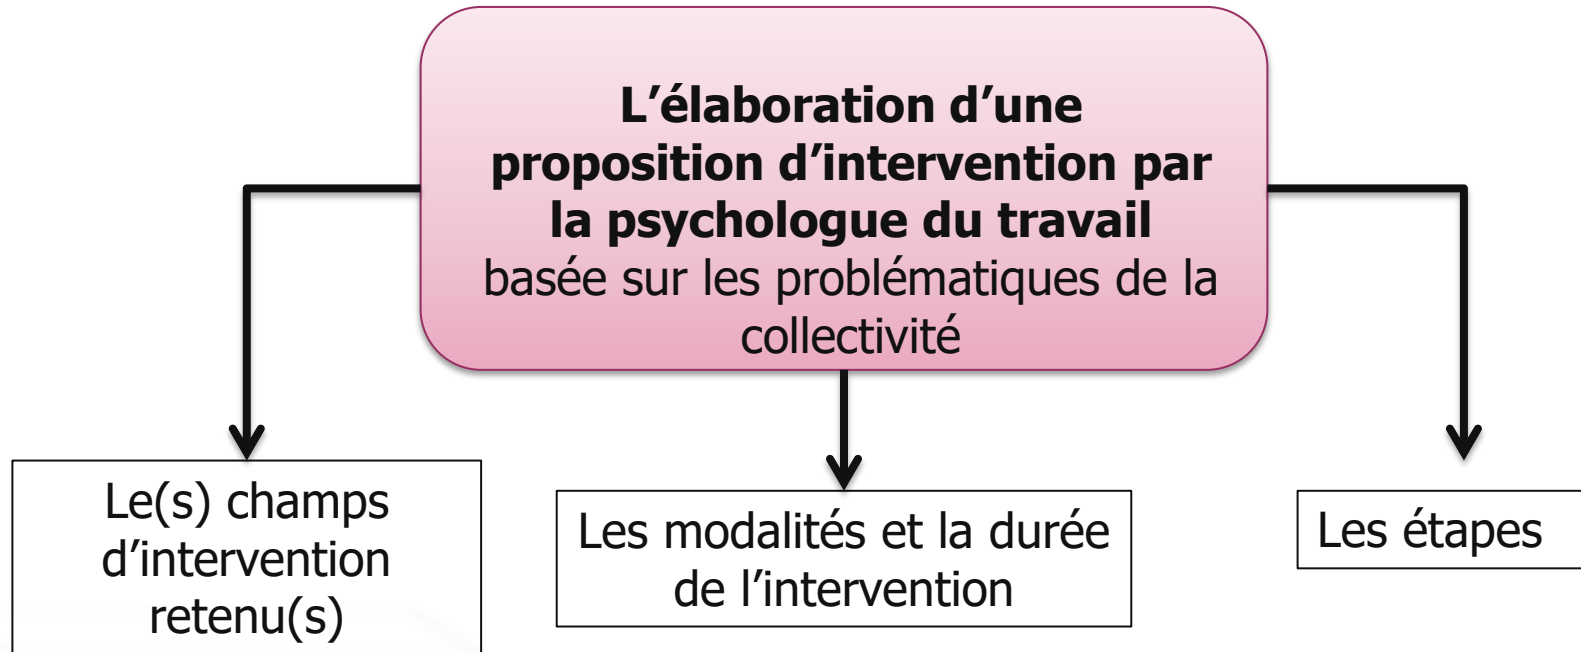 L’élaboration d’une
proposition d’intervention par
la psychologue du travail
basée sur les problématiques de la
collectivité
Le(s) champs
d’intervention
retenu(s)
Les modalités et la durée
de l’intervention
Les étapes